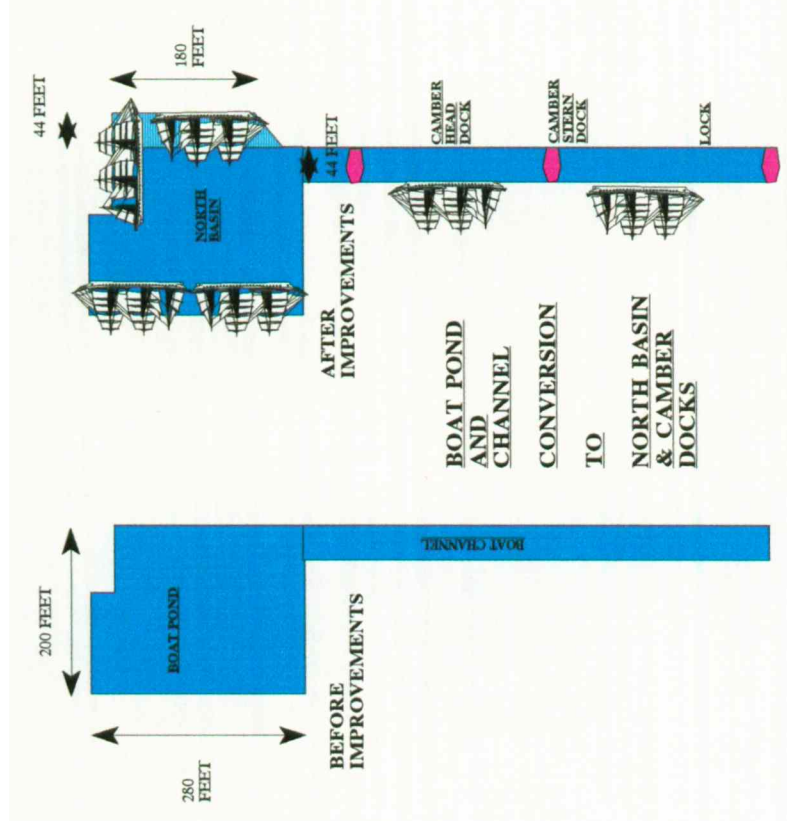 280
FEET
200 FEET
BOAT POND
BOAT CHANNEL
BEFORE
IMPROVEMENTS
BOAT POND
AND
CHANNEL
CONVERSION
TO
NORTH BASIN
& CAMBER
DOCKS
AFTER
IMPROVEMENTS
NORTH
BASIN
44 FEET
180
FEET
44 FEET
CAMBER
HEAD
DOCK
CAMBER
STERN
DOCK
LOCK